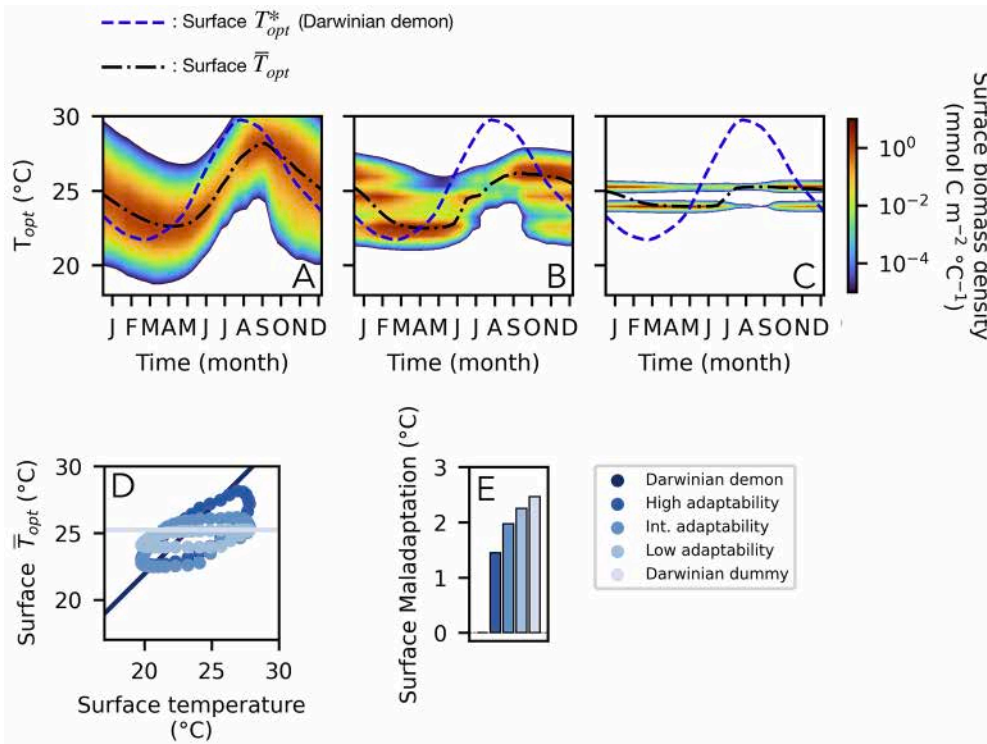 : Surface T*opt (Darwinian demon)
: Surface T̅opt
30
25
20
Topt (°C)
A
B
C
J F M A M J J A S O N D
J F M A M J J A S O N D
J F M A M J J A S O N D
Time (month)
Time (month)
Time (month)
10⁰
10⁻²
10⁻⁴
Surface biomass density
(mmol C m⁻² °C⁻¹)
30
25
20
Surface T̅opt (°C)
D
20
25
30
Surface temperature
(°C)
Surface Maladaptation (°C)
3
2
1
0
E
Darwinian demon
High adaptability
Int. adaptability
Low adaptability
Darwinian dummy